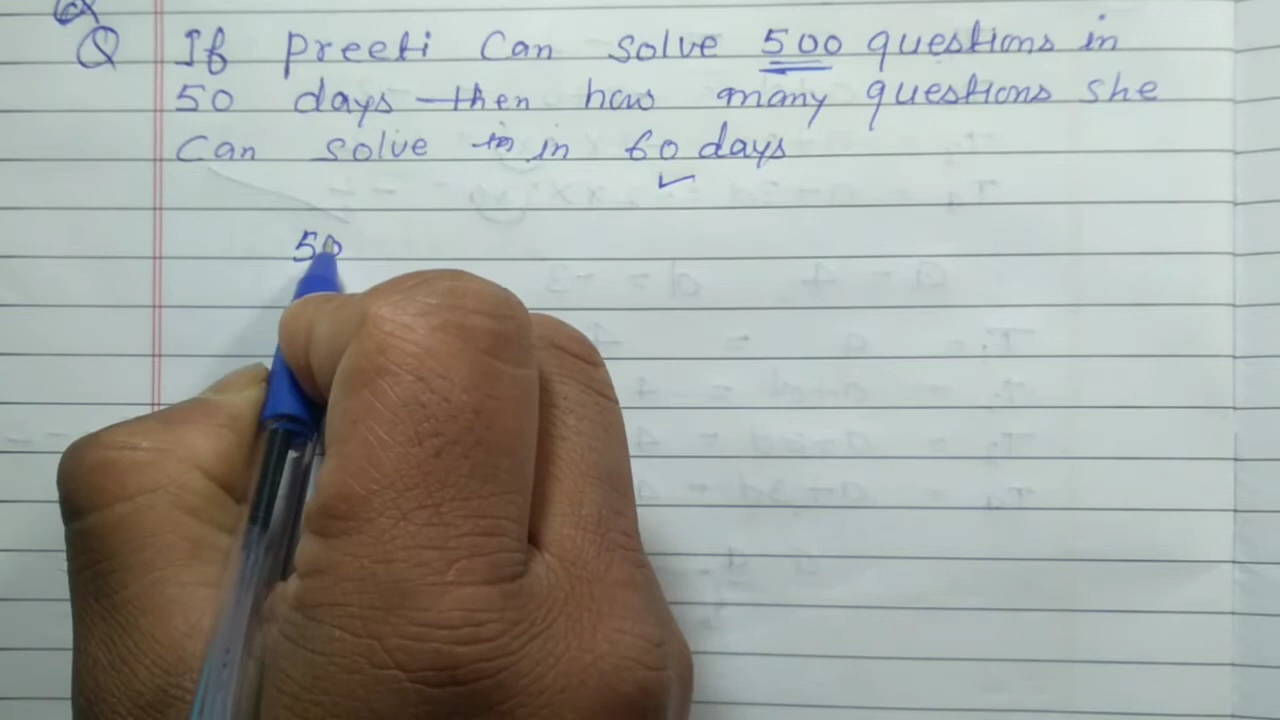 Q If Preeti Can solve 500 questions in
50 days then how many questions she
Can solve in in 60 days
50